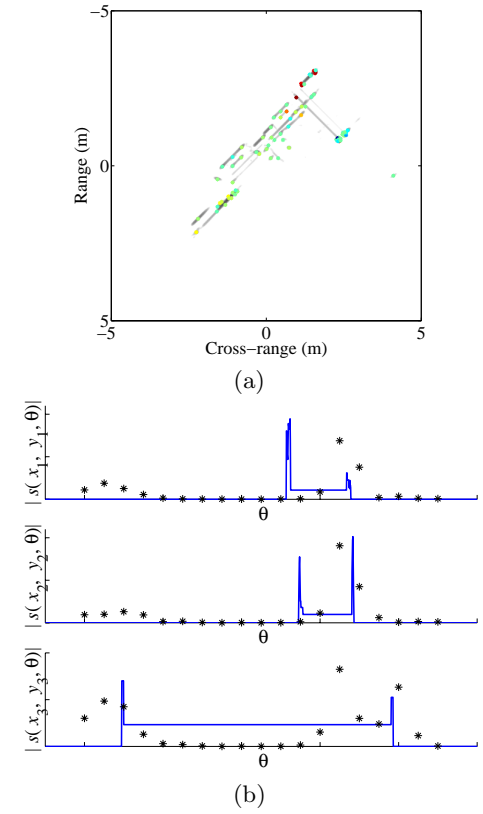 −5
0
5
Range (m)
−5
0
5
Cross−range (m)
(a)
| s( x1, y1, θ)|
θ
| s( x2, y2, θ)|
θ
| s( x3, y3, θ)|
θ
(b)